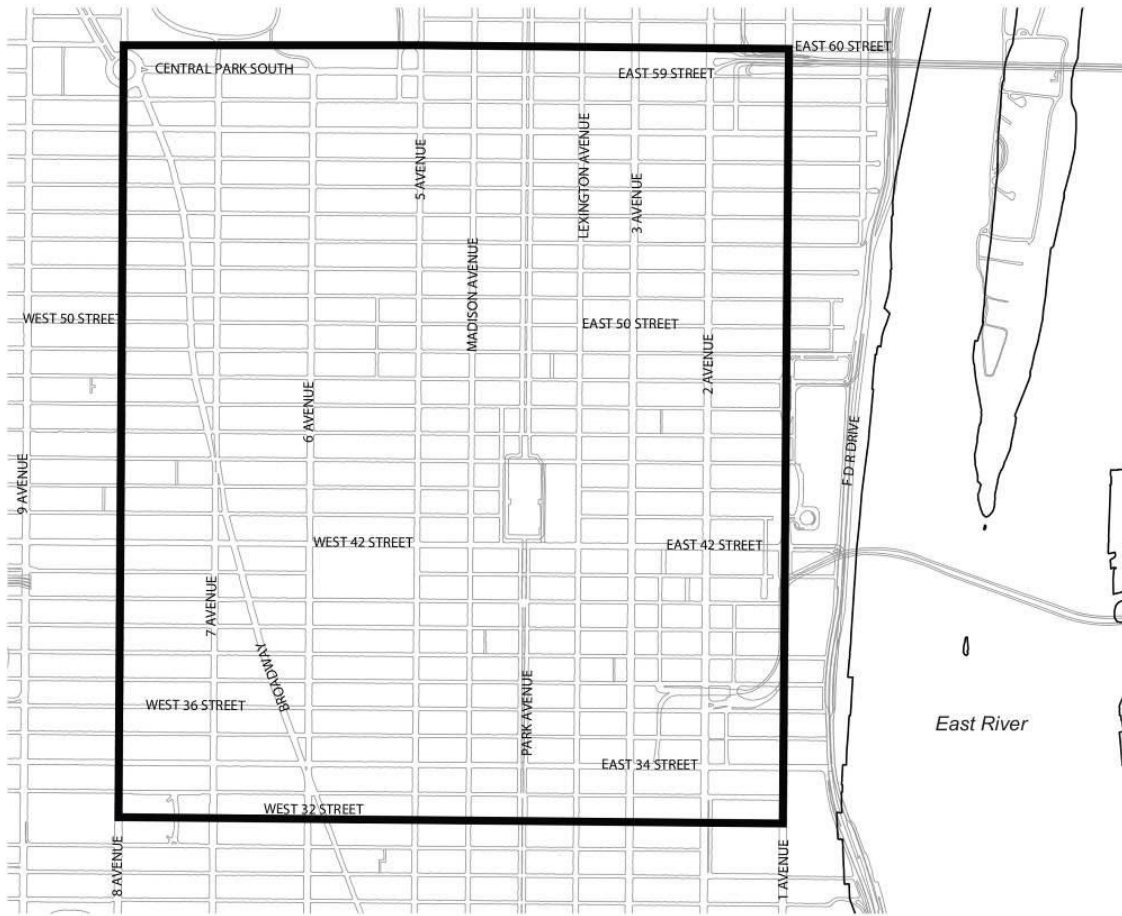 EAST 60 STREET
CENTRAL PARK SOUTH
EAST 59 STREET
5 AVENUE
LEXINGTON AVENUE
3 AVENUE
MADISON AVENUE
WEST 50 STREET
EAST 50 STREET
2 AVENUE
6 AVENUE
F D R DRIVE
9 AVENUE
WEST 42 STREET
EAST 42 STREET
7 AVENUE
BROADWAY
PARK AVENUE
WEST 36 STREET
East River
EAST 34 STREET
WEST 32 STREET
8 AVENUE
1 AVENUE